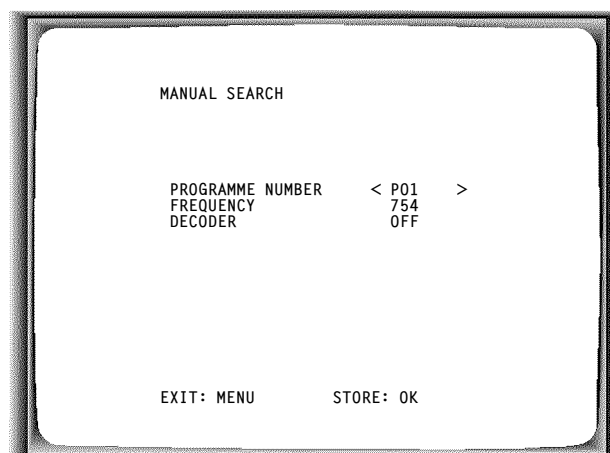 MANUAL SEARCH
PROGRAMME NUMBER < P01 >
FREQUENCY 754
DECODER OFF
EXIT: MENU STORE: OK